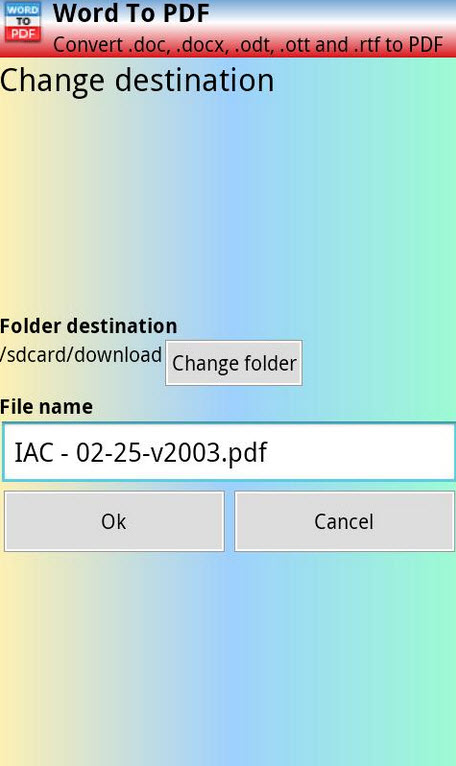 WORD
TO
PDF
Word To PDF
Convert .doc, .docx, .odt, .ott and .rtf to PDF
Change destination
Folder destination
/sdcard/download
Change folder
File name
IAC - 02-25-v2003.pdf
Ok
Cancel